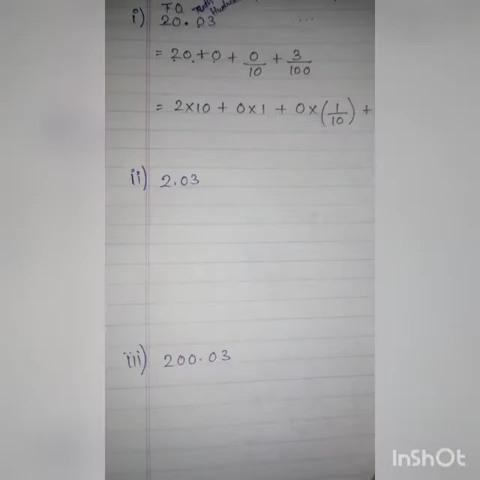 TO
i) 20.03
= 20 + 0 + 0/10 + 3/100
= 2×10 + 0×1 + 0×(1/10) +
ii) 2.03
iii) 200.03
InShOt